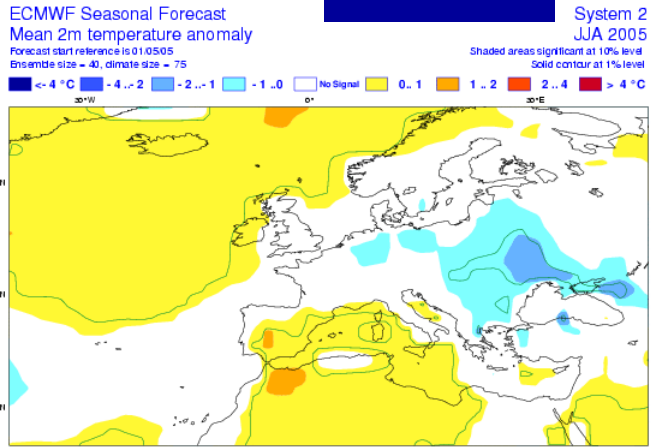 ECMWF Seasonal Forecast System 2
Mean 2m temperature anomaly JJA 2005
Forecast start reference is 01/05/05 Shaded areas significant at 10% level
Ensemble size = 40, climate size = 75 Solid contour at 1% level
<-4 °C -4..-2 -2..-1 -1..0 No Signal 0..1 1..2 2..4 > 4 °C
30°W 0° 30°E
N
N
N